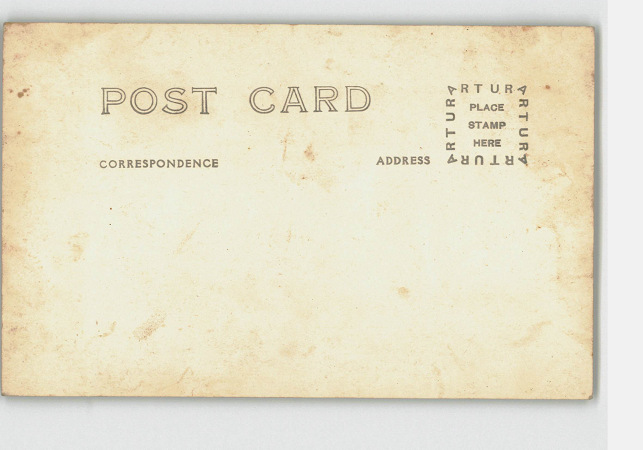 POST CARD
CORRESPONDENCE
ADDRESS
ARTURA
ARTURA
ARTURA
ARTURA
PLACE
STAMP
HERE